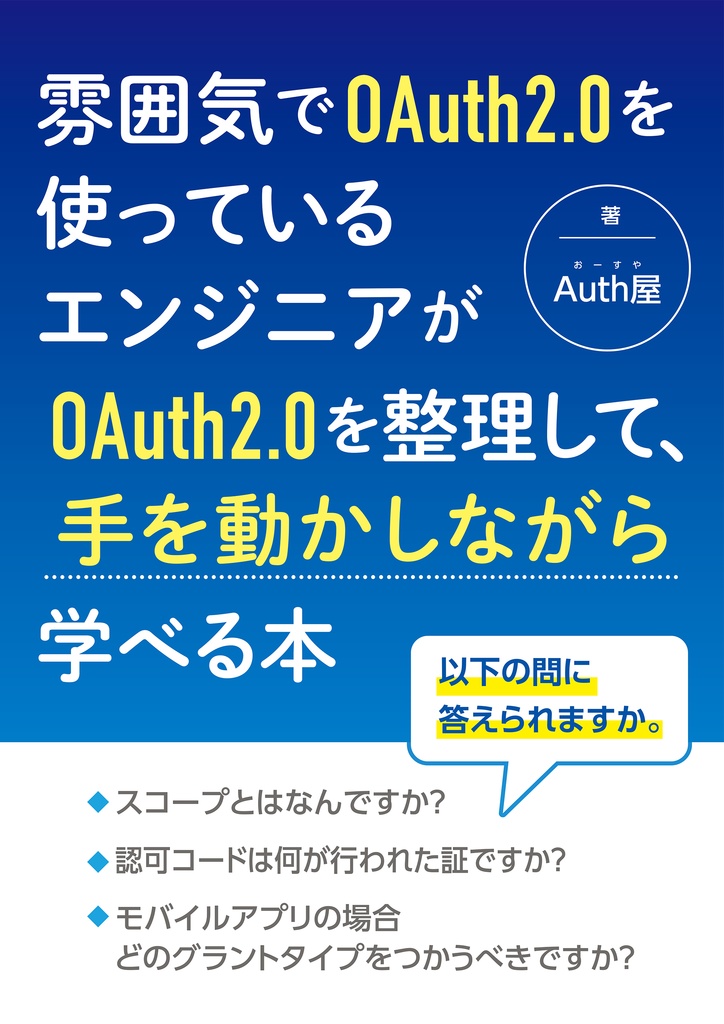 雰囲気でOAuth2.0を
使っている
エンジニアが
著
おーすや
Auth屋
OAuth2.0を整理して、
手を動かしながら
学べる本
以下の問に
答えられますか。
◆スコープとはなんですか?
◆認可コードは何が行われた証ですか?
◆モバイルアプリの場合
どのグラントタイプをつかうべきですか?